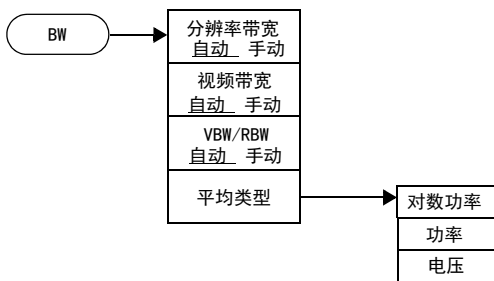 BW
分辨率带宽
自动 手动
视频带宽
自动 手动
VBW/RBW
自动 手动
平均类型
对数功率
功率
电压